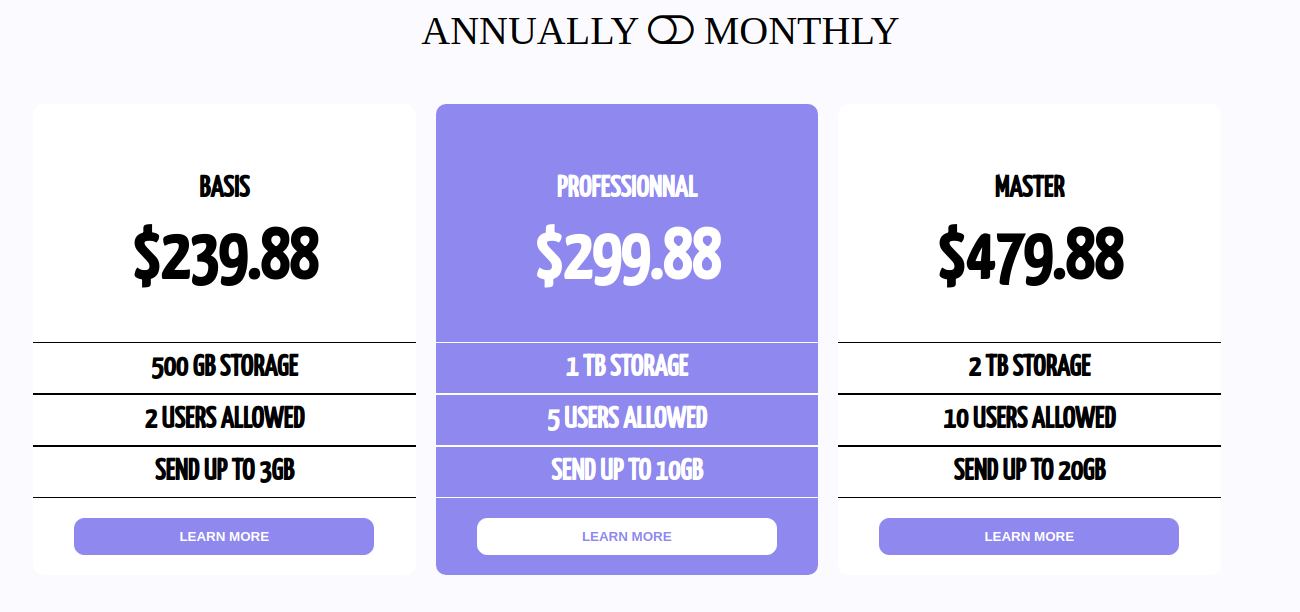 ANNUALLY MONTHLY
BASIS
$239.88
500 GB STORAGE
2 USERS ALLOWED
SEND UP TO 3GB
LEARN MORE
PROFESSIONNAL
$299.88
1 TB STORAGE
5 USERS ALLOWED
SEND UP TO 10GB
LEARN MORE
MASTER
$479.88
2 TB STORAGE
10 USERS ALLOWED
SEND UP TO 20GB
LEARN MORE